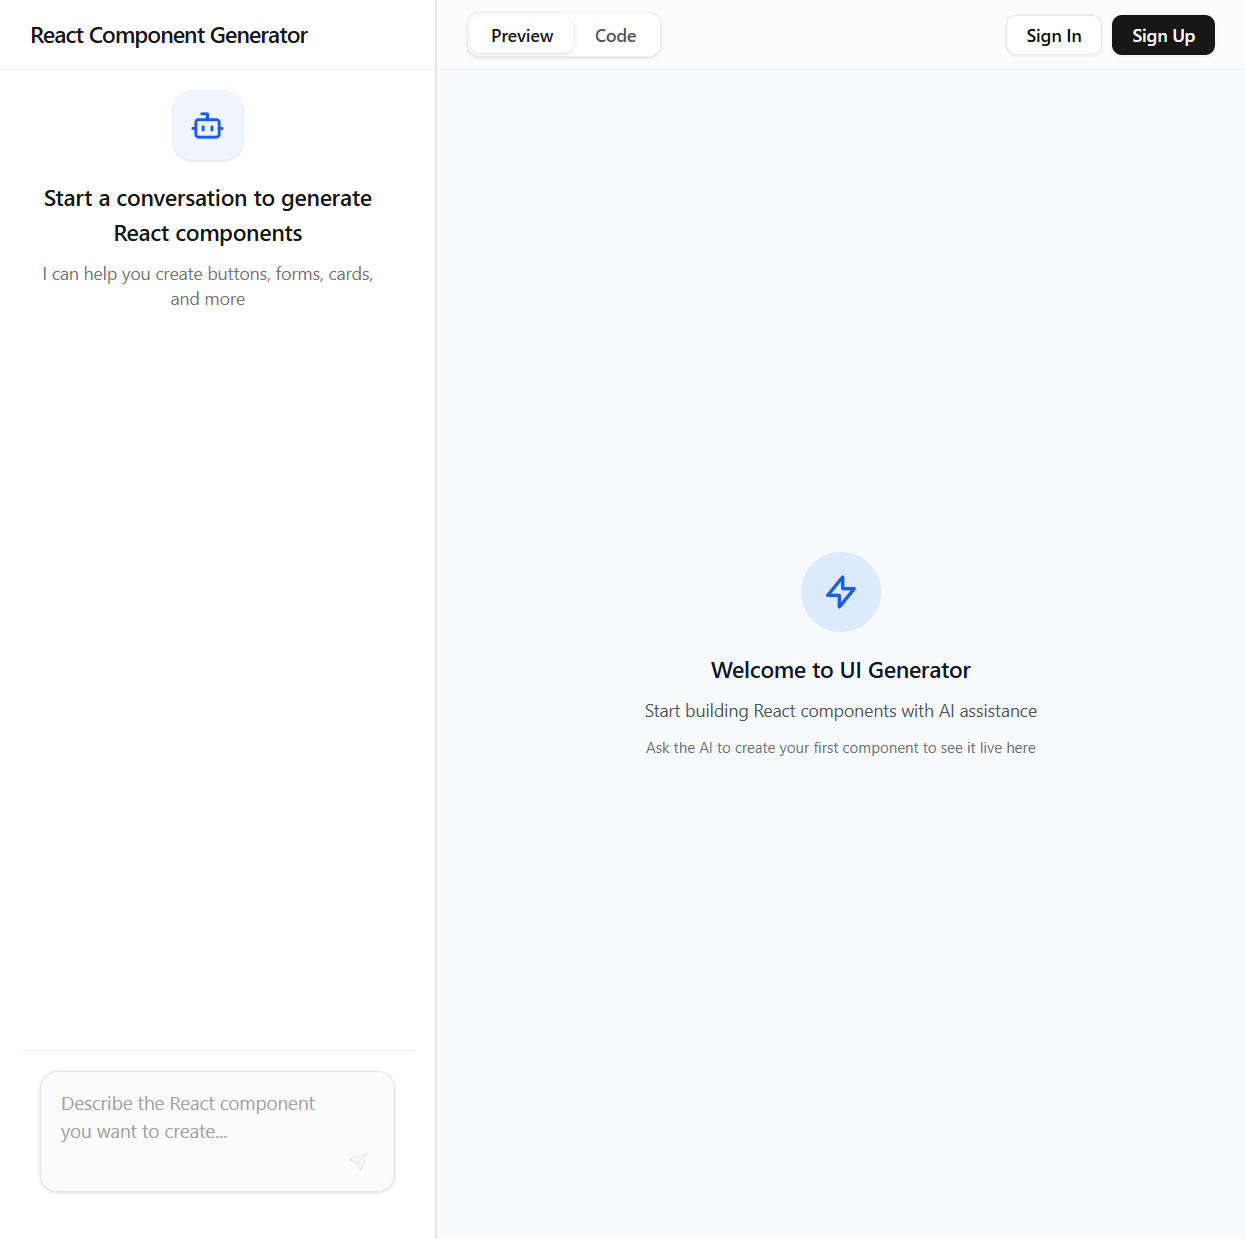 React Component Generator
Preview
Code
Sign In
Sign Up
Start a conversation to generate
React components
I can help you create buttons, forms, cards,
and more
Welcome to UI Generator
Start building React components with AI assistance
Ask the AI to create your first component to see it live here
Describe the React component
you want to create...